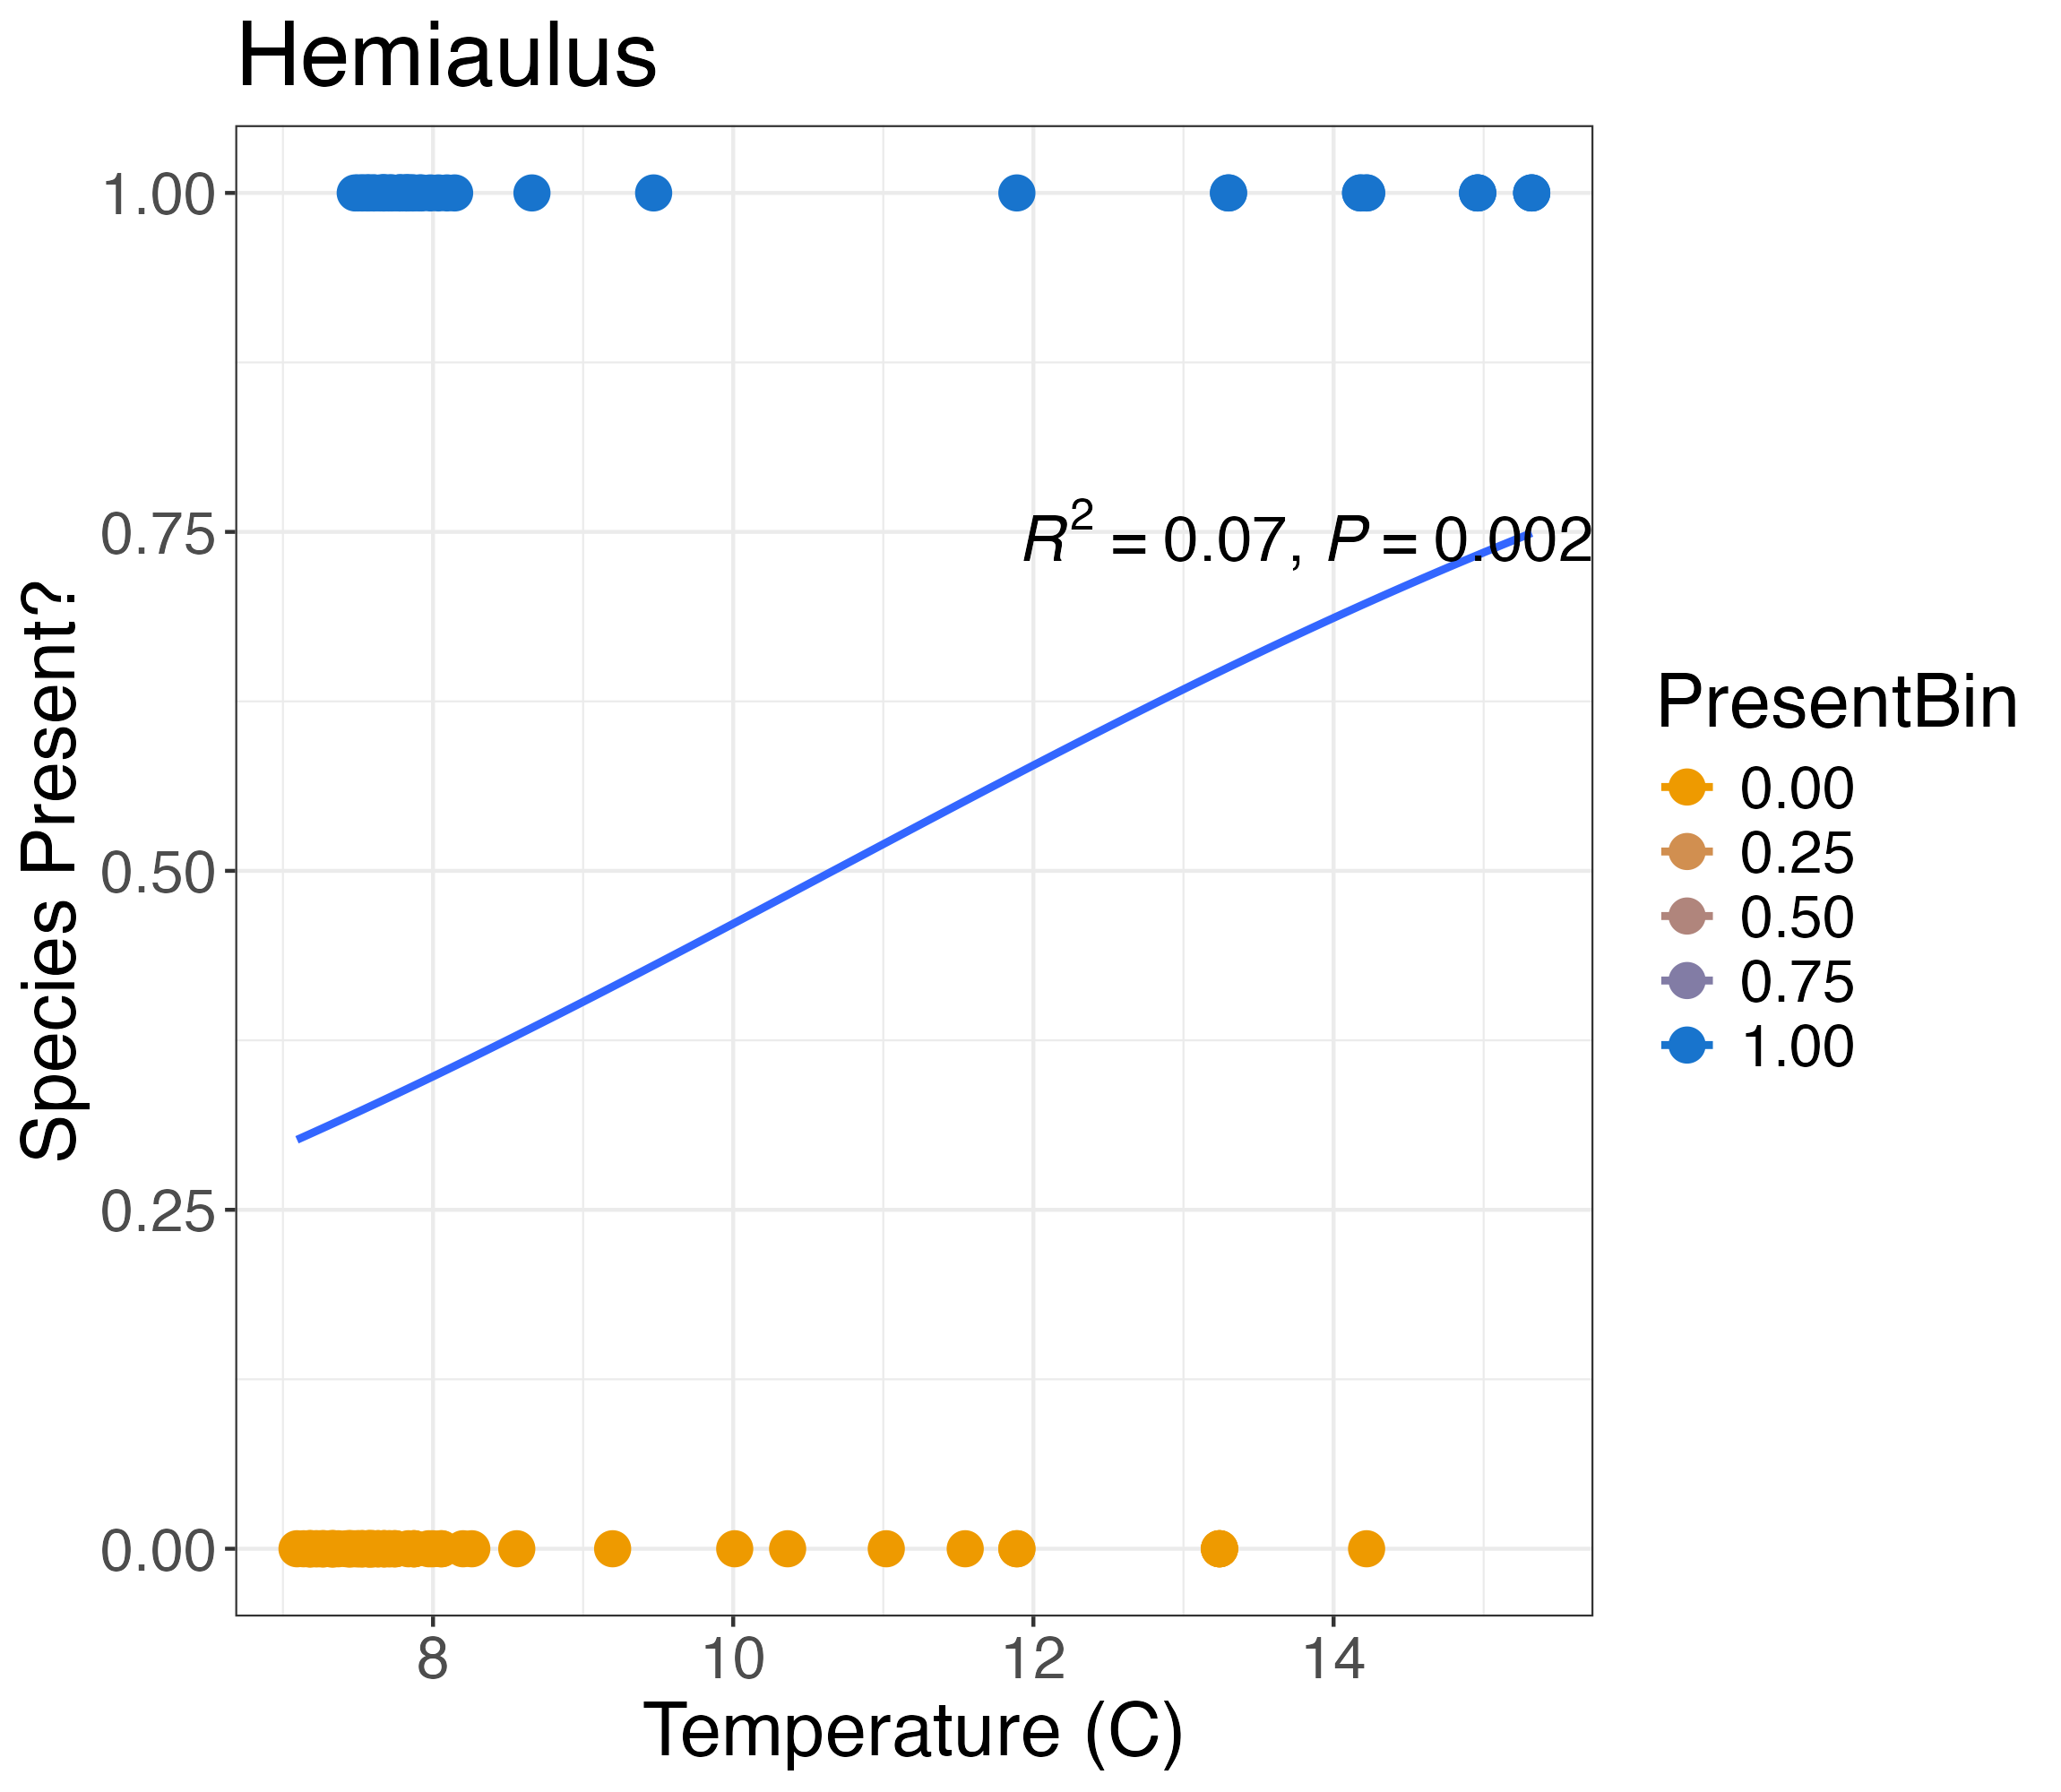 Hemiaulus
1.00
0.75
0.50
0.25
0.00
Species Present?
R² = 0.07, P = 0.002
8 10 12 14
Temperature (C)
PresentBin
0.00
0.25
0.50
0.75
1.00